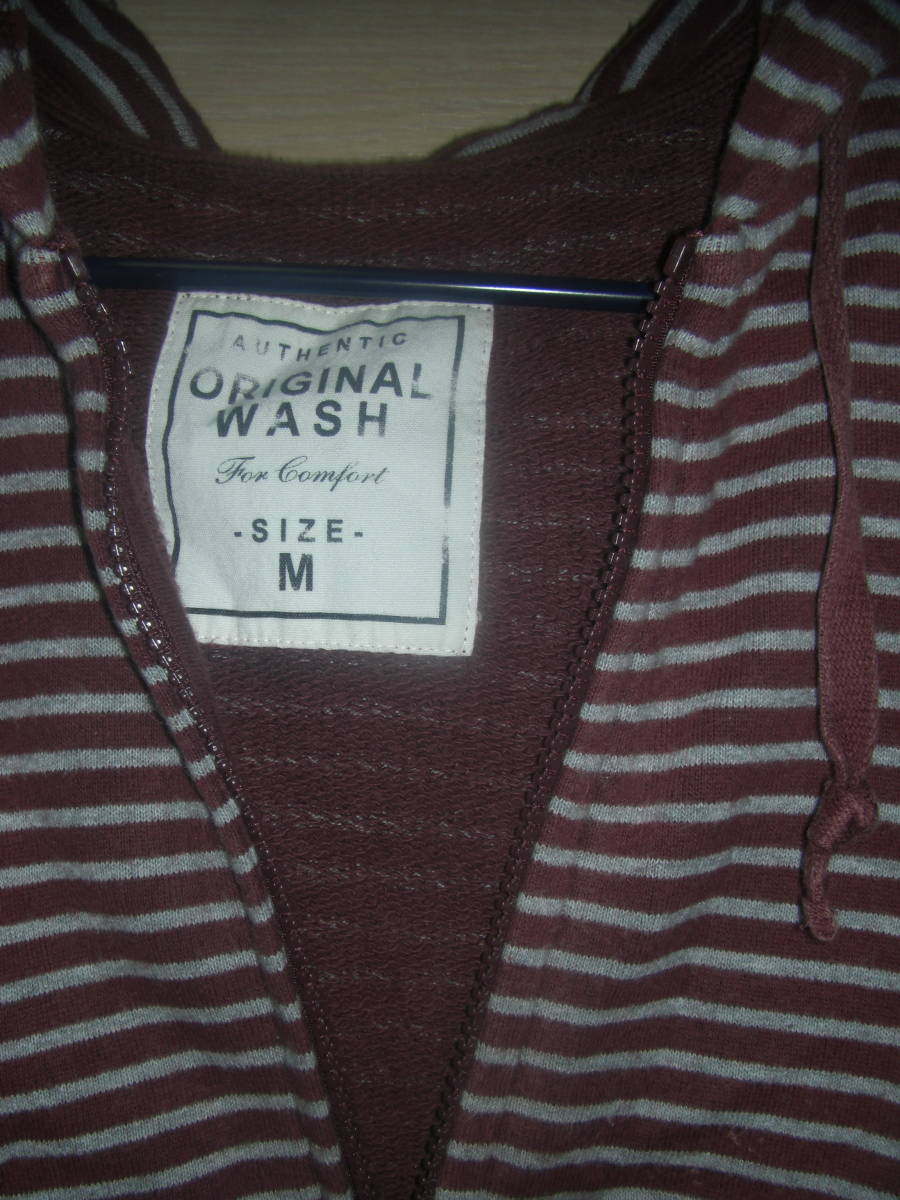 AUTHENTIC
ORIGINAL
WASH
For Comfort
-SIZE-
M